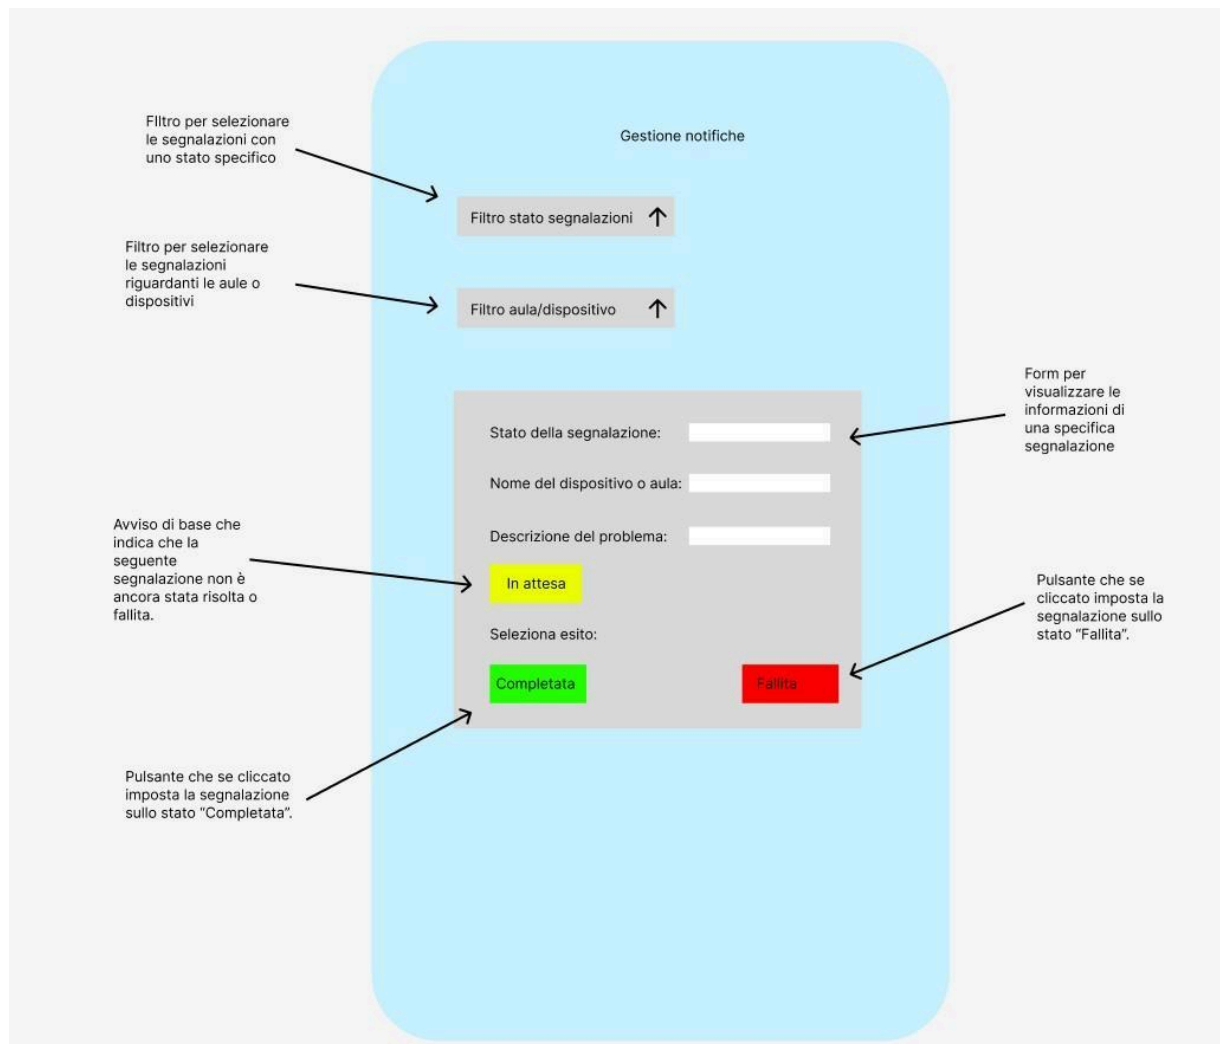 Gestione notifiche
FIltro per selezionare
le segnalazioni con
uno stato specifico
Filtro stato segnalazioni
Filtro per selezionare
le segnalazioni
riguardanti le aule o
dispositivi
Filtro aula/dispositivo
Form per
visualizzare le
informazioni di
una specifica
segnalazione
Stato della segnalazione:
Nome del dispositivo o aula:
Descrizione del problema:
Avviso di base che
indica che la
seguente
segnalazione non è
ancora stata risolta o
fallita.
In attesa
Seleziona esito:
Pulsante che se
cliccato imposta la
segnalazione sullo
stato “Fallita”.
Completata
Fallita
Pulsante che se cliccato
imposta la segnalazione
sullo stato “Completata”.